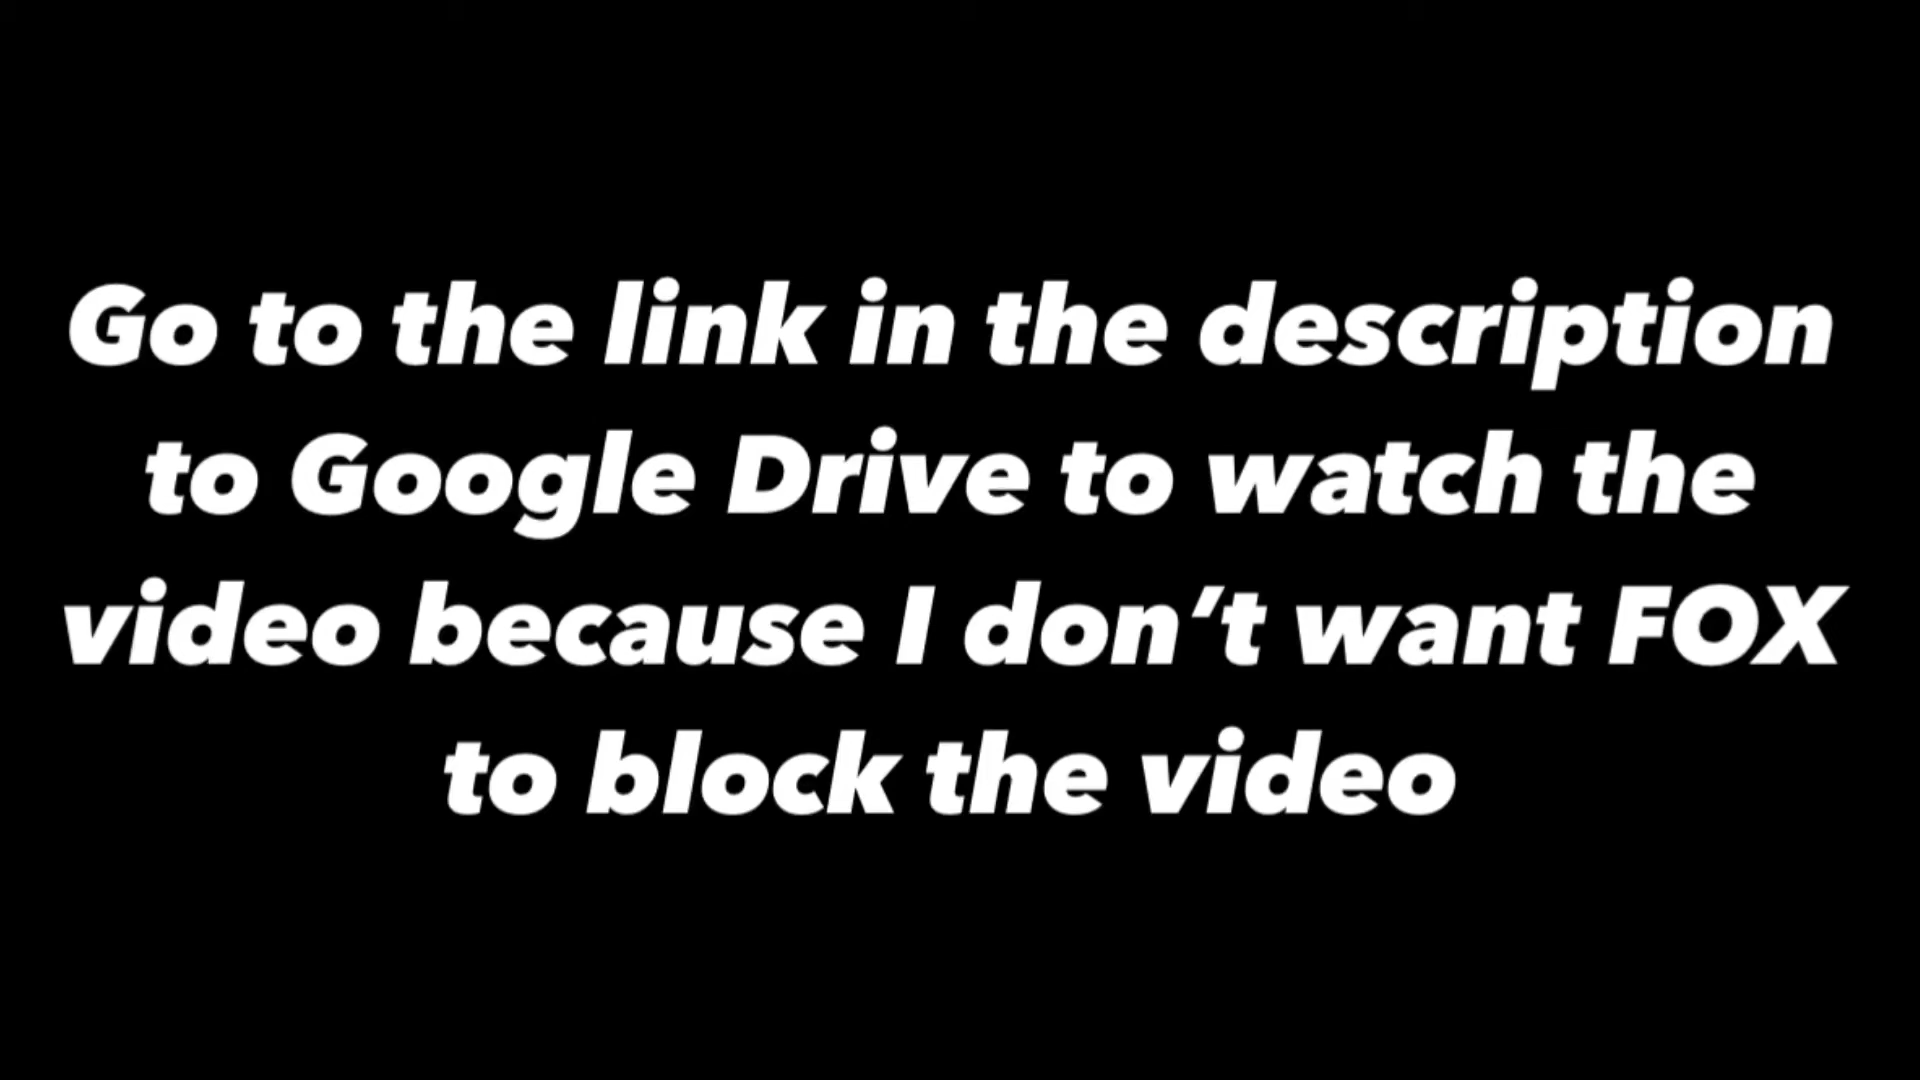 Go to the link in the description
to Google Drive to watch the
video because I don’t want FOX
to block the video